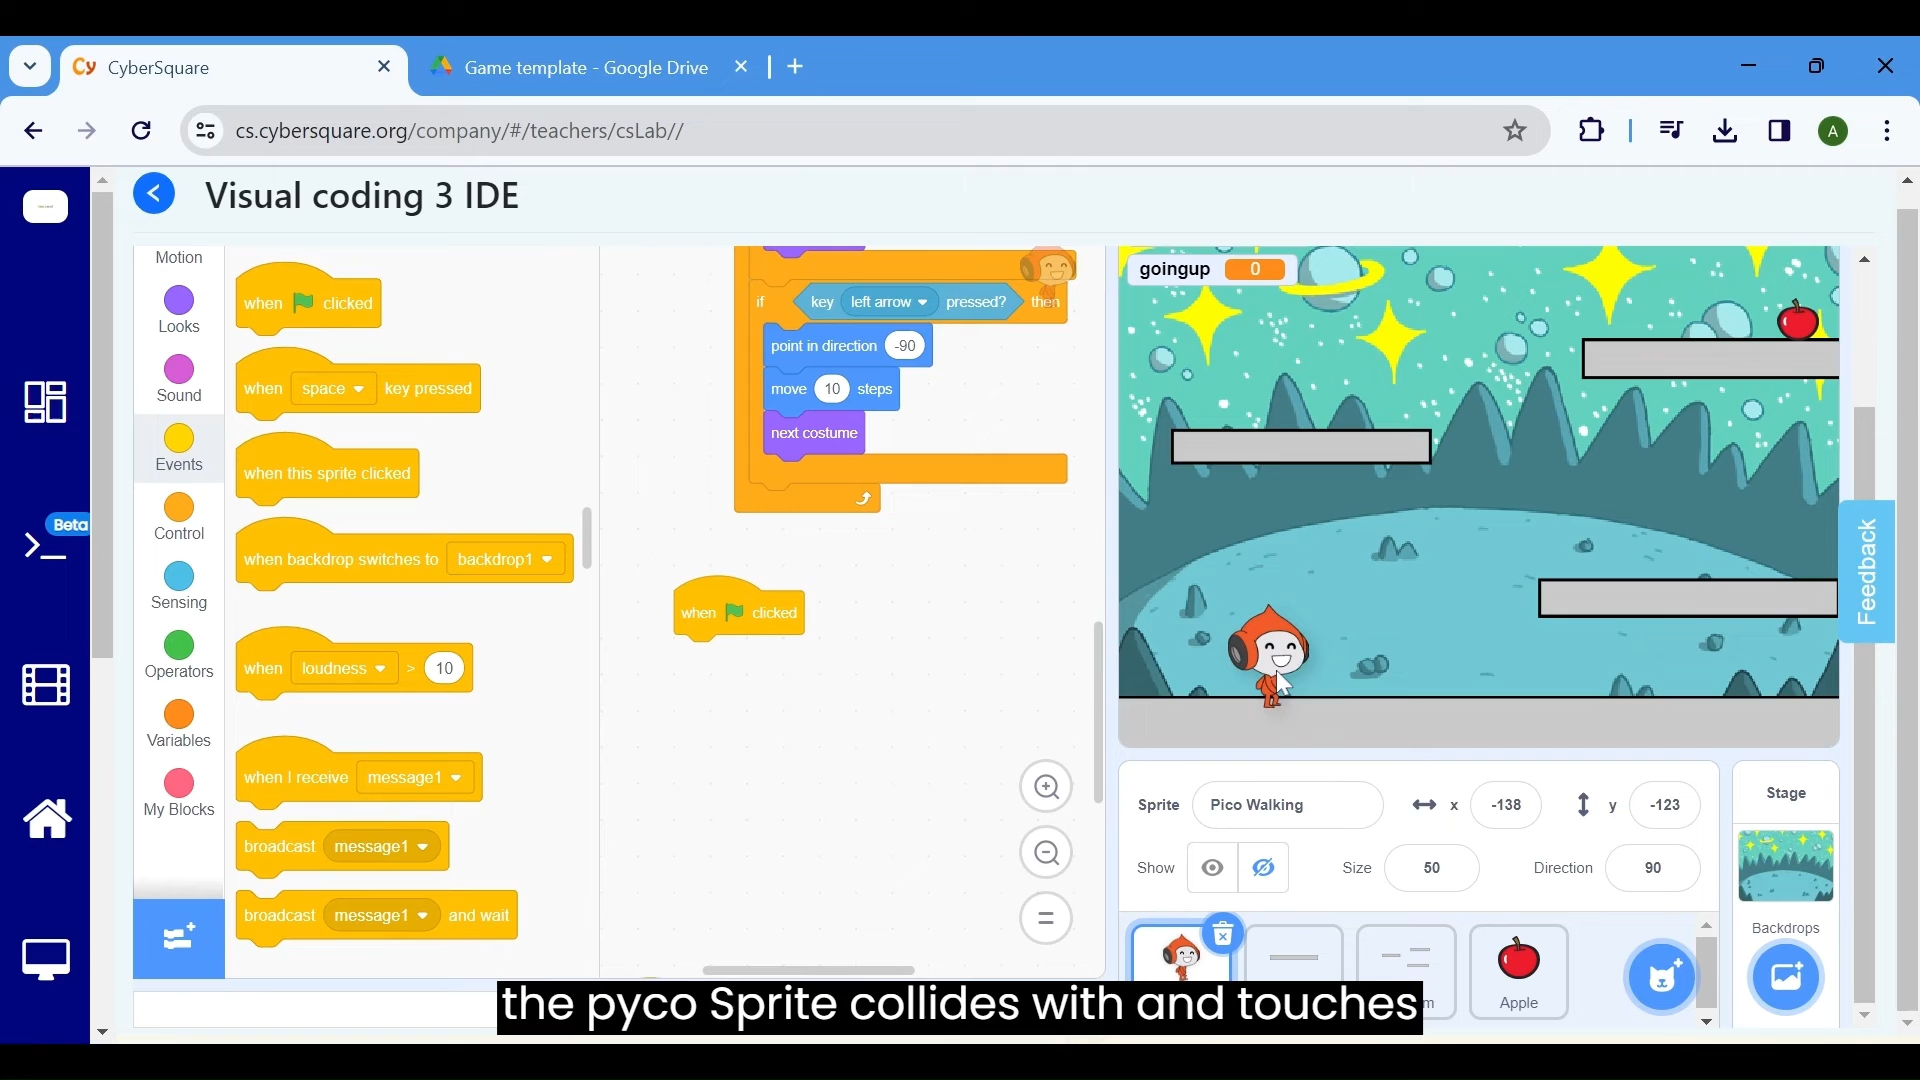 CyberSquare
Game template - Google Drive
cs.cybersquare.org/company/#/teachers/csLab//
A
Visual coding 3 IDE
Beta
Motion
Looks
Sound
Events
Control
Sensing
Operators
Variables
My Blocks
when clicked
when space key pressed
when this sprite clicked
when backdrop switches to backdrop1
when loudness > 10
when I receive message1
broadcast message1
broadcast message1 and wait
if key left arrow pressed? then
point in direction -90
move 10 steps
next costume
when clicked
goingup 0
Feedback
Sprite Pico Walking x -138 y -123
Show Size 50 Direction 90
Stage
Backdrops
Apple
the pyco Sprite collides with and touches